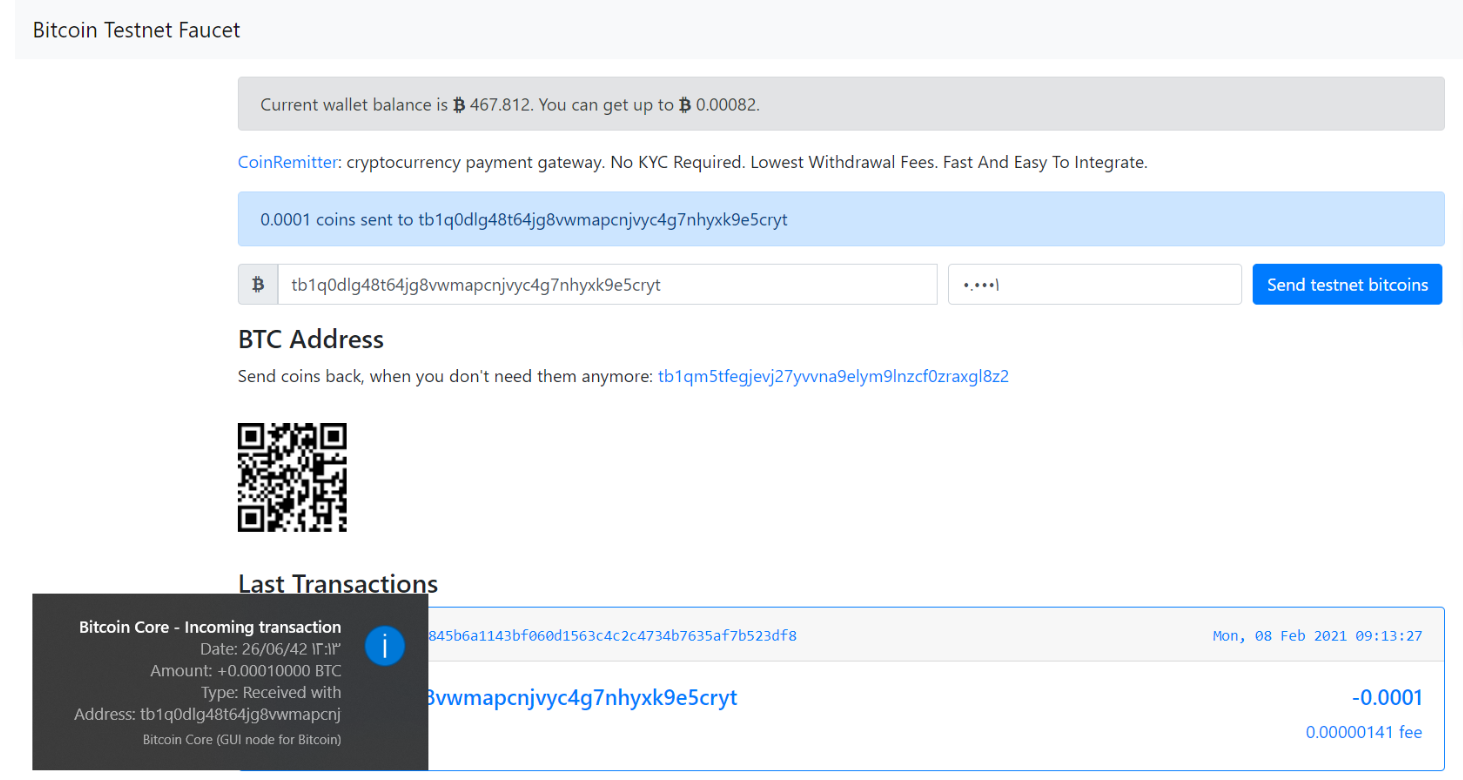 Bitcoin Testnet Faucet
Current wallet balance is ₿ 467.812. You can get up to ₿ 0.00082.
CoinRemitter: cryptocurrency payment gateway. No KYC Required. Lowest Withdrawal Fees. Fast And Easy To Integrate.
0.0001 coins sent to tb1q0dlg48t64jg8vwmapcnjvyc4g7nhyxk9e5cryt
₿ tb1q0dlg48t64jg8vwmapcnjvyc4g7nhyxk9e5cryt ٠.٠٠٠١ Send testnet bitcoins
BTC Address
Send coins back, when you don't need them anymore: tb1qm5tfegjevj27yvvna9elym9lnzcf0zraxgl8z2
Last Transactions
845b6a1143bf060d1563c4c2c4734b7635af7b523df8 Mon, 08 Feb 2021 09:13:27
8vwmapcnjvyc4g7nhyxk9e5cryt -0.0001
0.00000141 fee
Bitcoin Core - Incoming transaction
Date: 26/06/42 ١٢:١٣
Amount: +0.00010000 BTC
Type: Received with
Address: tb1q0dlg48t64jg8vwmapcnj
Bitcoin Core (GUI node for Bitcoin)